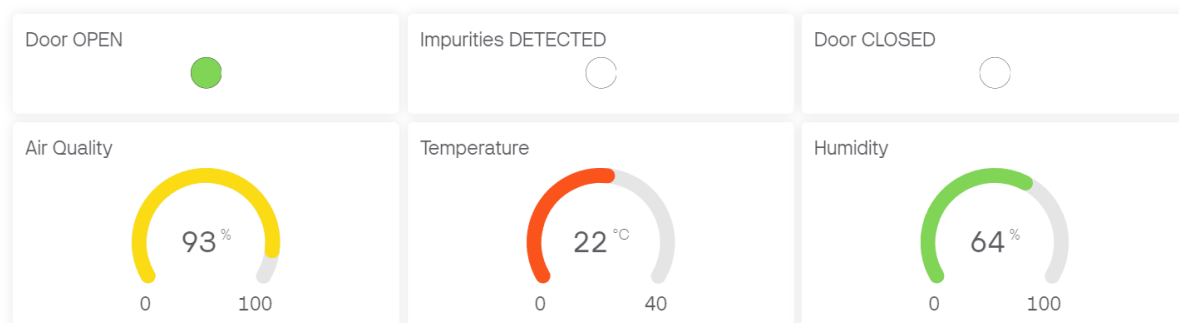 Door OPEN
Impurities DETECTED
Door CLOSED
Air Quality
93 %
0 100
Temperature
22 °C
0 40
Humidity
64 %
0 100